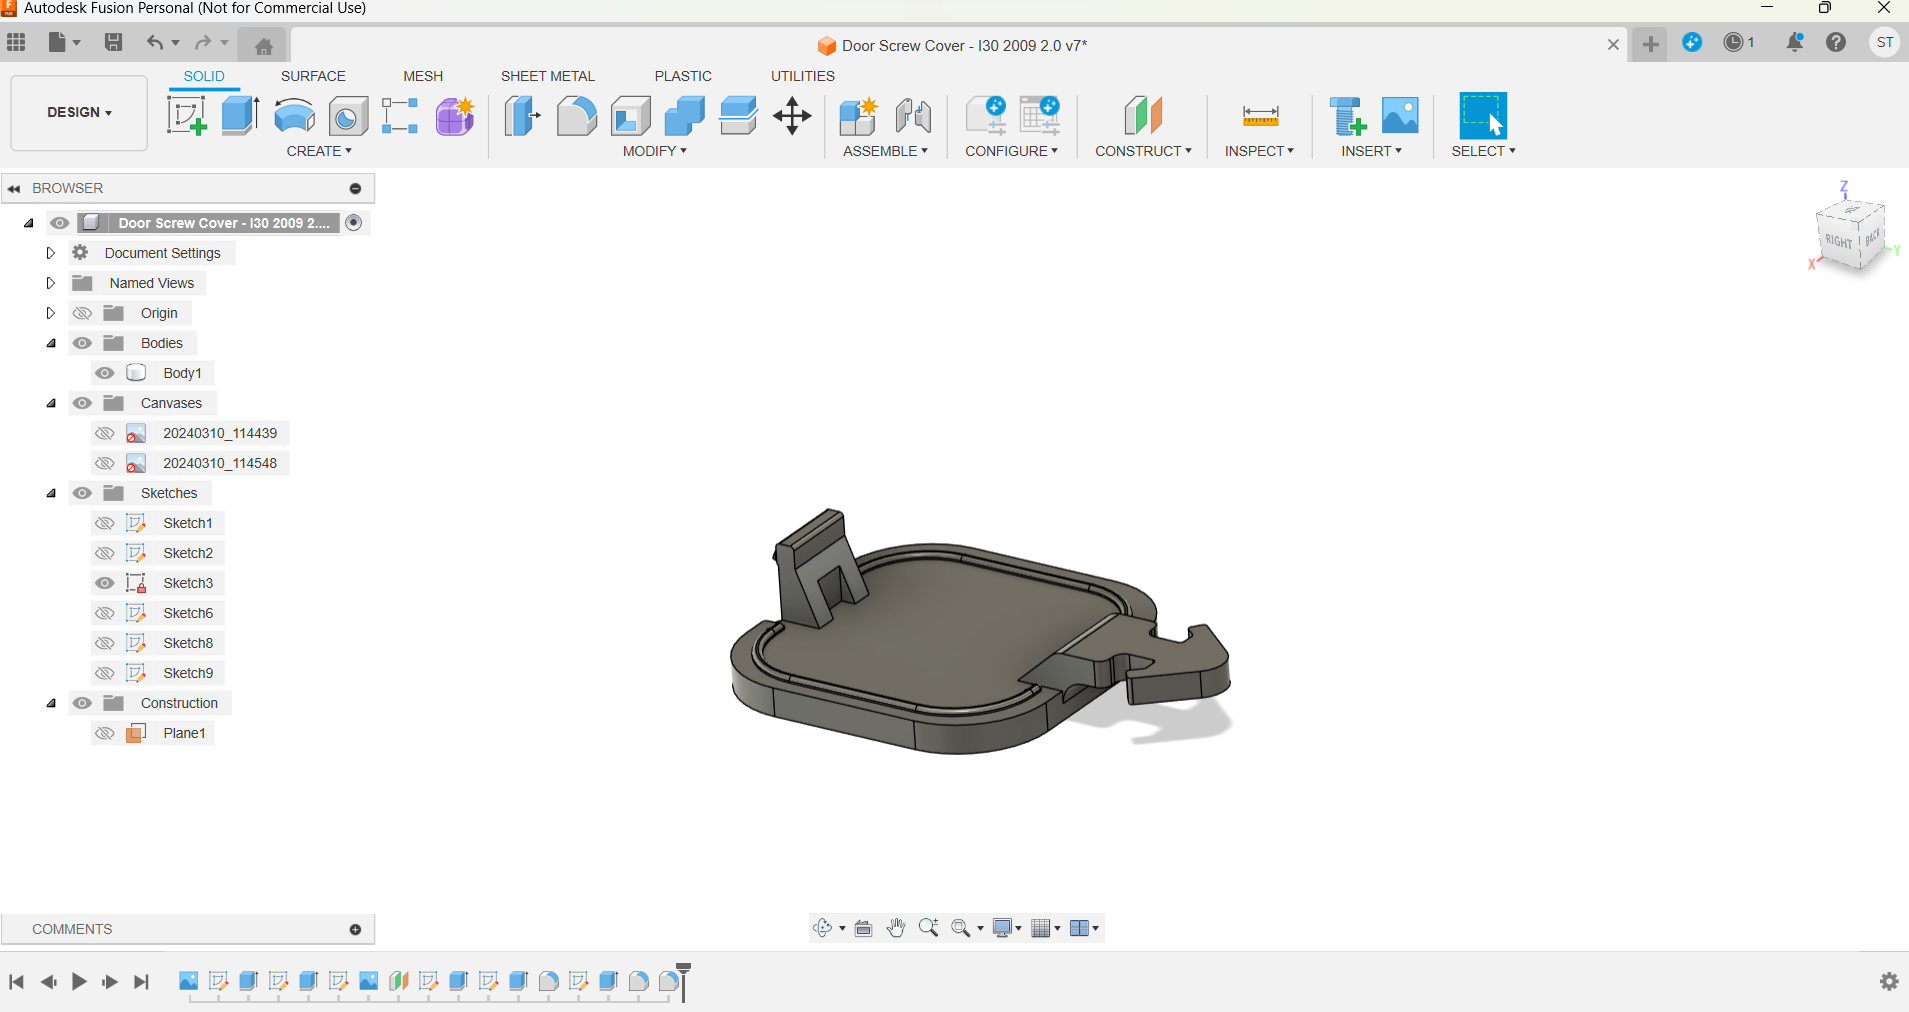 Autodesk Fusion Personal (Not for Commercial Use)
Door Screw Cover - I30 2009 2.0 v7*
1
ST
DESIGN
SOLID
SURFACE
MESH
SHEET METAL
PLASTIC
UTILITIES
CREATE
MODIFY
ASSEMBLE
CONFIGURE
CONSTRUCT
INSPECT
INSERT
SELECT
BROWSER
Door Screw Cover - I30 2009 2....
Document Settings
Named Views
Origin
Bodies
Body1
Canvases
20240310_114439
20240310_114548
Sketches
Sketch1
Sketch2
Sketch3
Sketch6
Sketch8
Sketch9
Construction
Plane1
Z
RIGHT
BACK
X
Y
COMMENTS